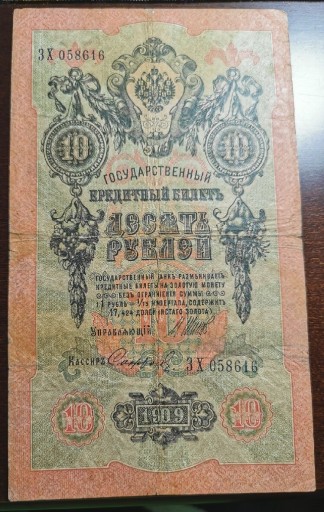 ЗХ 058616
10 10
ГОСУДАРСТВЕННЫЙ
КРЕДИТНЫЙ БИЛЕТЪ
ДЕСЯТЬ
РУБЛЕЙ
ГОСУДАРСТВЕННЫЙ БАНКЪ РАЗМѢНИВАЕТЪ
КРЕДИТНЫЕ БИЛЕТЫ НА ЗОЛОТУЮ МОНЕТУ
БЕЗЪ ОГРАНИЧЕНІЯ СУММЫ
(1 РУБЛЬ = 1/15 ИМПЕРІАЛА, СОДЕРЖИТЪ
17,424 ДОЛЕЙ ЧИСТАГО ЗОЛОТА)
Управляющій
Кассиръ ЗХ 058616
10 1909 10